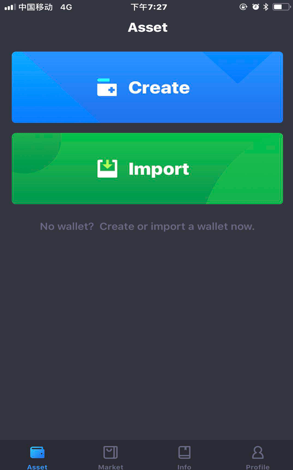 中国移动 4G 下午7:27
Asset
Create
Import
No wallet? Create or import a wallet now.
Asset Market Info Profile